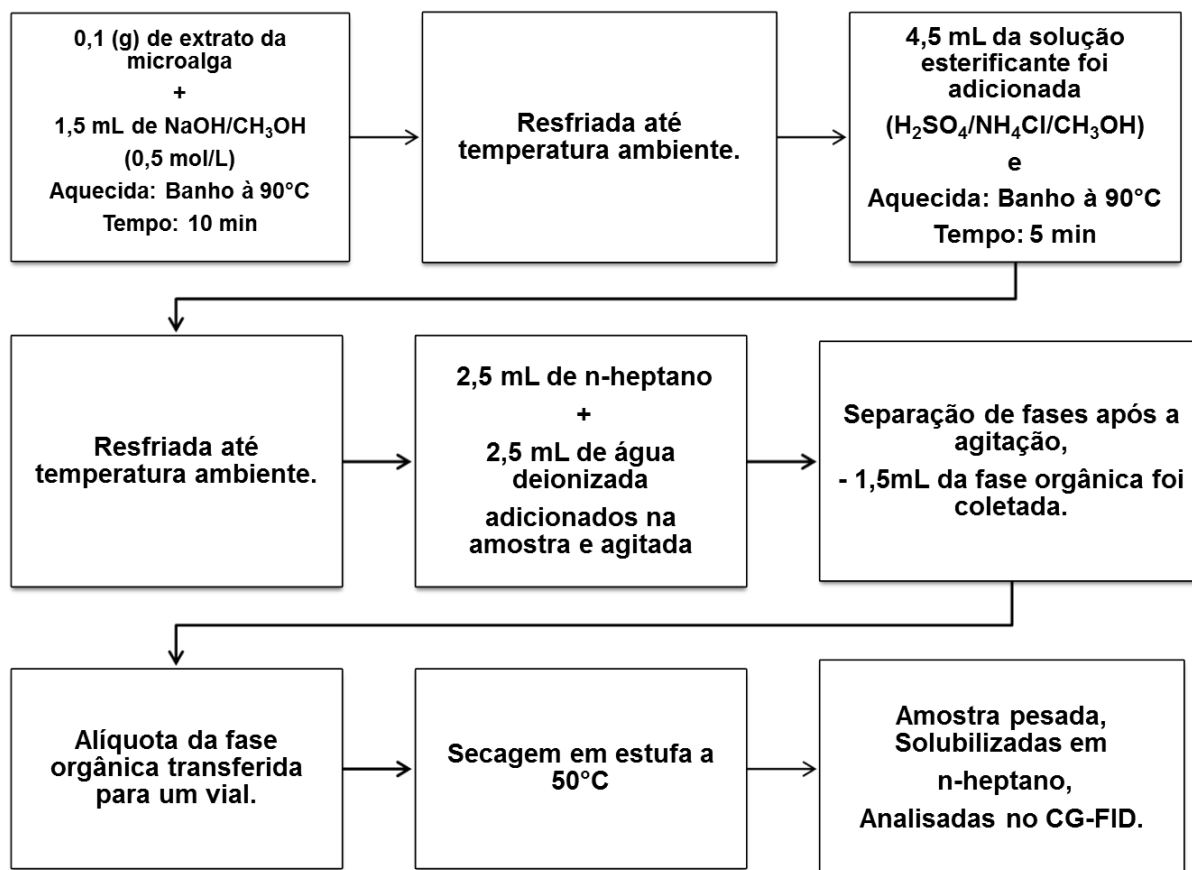 0,1 (g) de extrato da
microalga
+
1,5 mL de NaOH/CH₃OH
(0,5 mol/L)
Aquecida: Banho à 90°C
Tempo: 10 min
Resfriada até
temperatura ambiente.
4,5 mL da solução
esterificante foi
adicionada
(H₂SO₄/NH₄Cl/CH₃OH)
e
Aquecida: Banho à 90°C
Tempo: 5 min
Resfriada até
temperatura ambiente.
2,5 mL de n-heptano
+
2,5 mL de água
deionizada
adicionados na
amostra e agitada
Separação de fases após a
agitação,
- 1,5mL da fase orgânica foi
coletada.
Alíquota da fase
orgânica transferida
para um vial.
Secagem em estufa a
50°C
Amostra pesada,
Solubilizadas em
n-heptano,
Analisadas no CG-FID.